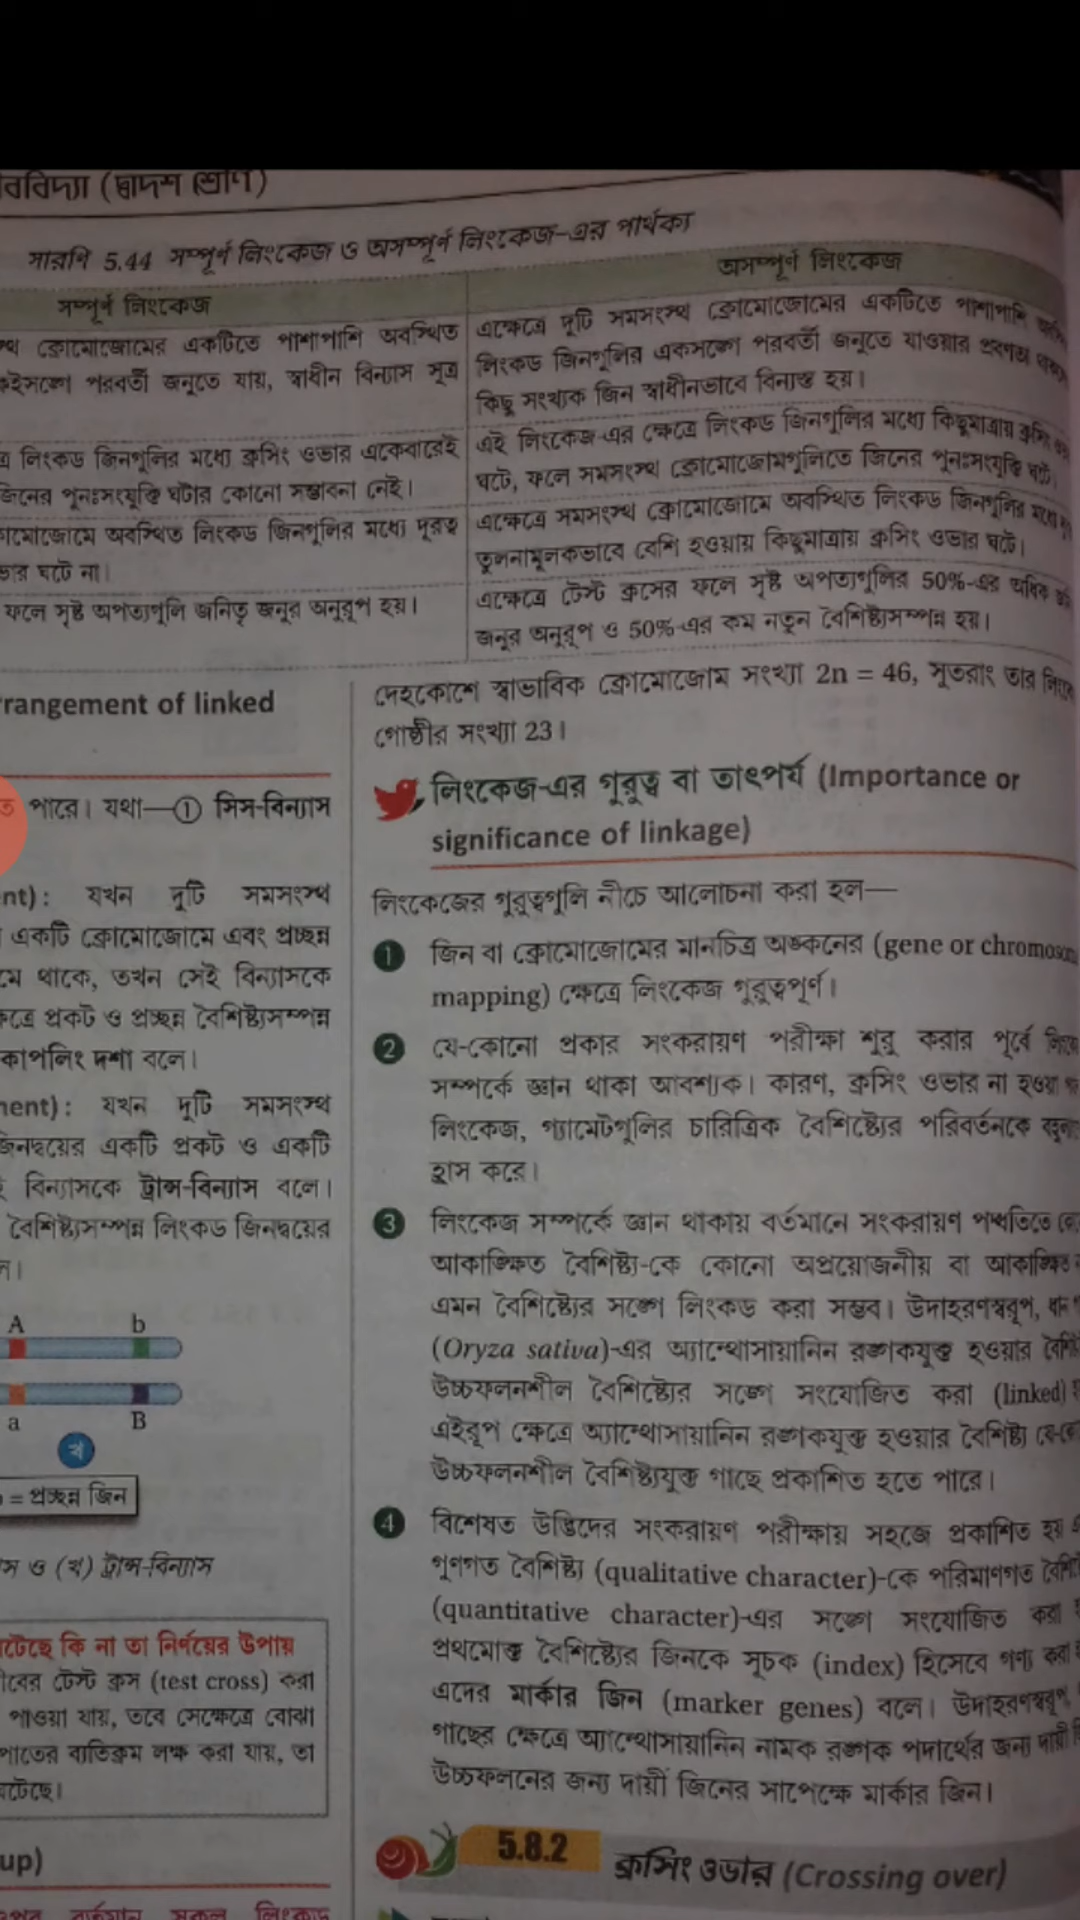 (দ্বাদশ শ্রেণি)
সারণি 5.44 সম্পূর্ণ লিংকেজ ও অসম্পূর্ণ লিংকেজ-এর পার্থক্য
সম্পূর্ণ লিংকেজ
ক্রোমোজোমের একটিতে পাশাপাশি অবস্থিত
পরবর্তী জনুতে যায়, স্বাধীন বিন্যাস সূত্র
লিংকড জিনগুলির মধ্যে ক্রসিং ওভার একেবারেই
জিনের পুনঃসংযুক্তি ঘটার কোনো সম্ভাবনা নেই।
অবস্থিত লিংকড জিনগুলির মধ্যে দূরত্ব
ঘটে না।
ফলে সৃষ্ট অপত্যগুলি জনিতৃ জনুর অনুরূপ হয়।
অসম্পূর্ণ লিংকেজ
এক্ষেত্রে দুটি সমসংস্থ ক্রোমোজোমের একটিতে পাশাপাশি
লিংকড জিনগুলির একসঙ্গে পরবর্তী জনুতে যাওয়ার প্রবণতা
কিছু সংখ্যক জিন স্বাধীনভাবে বিন্যস্ত হয়।
এই লিংকেজ-এর ক্ষেত্রে লিংকড জিনগুলির মধ্যে কিছুমাত্রায় ক্রসিং
ঘটে, ফলে সমসংস্থ ক্রোমোজোমগুলিতে জিনের পুনঃসংযুক্তি ঘটে।
এক্ষেত্রে সমসংস্থ ক্রোমোজোমে অবস্থিত লিংকড জিনগুলির মধ্যে
তুলনামূলকভাবে বেশি হওয়ায় কিছুমাত্রায় ক্রসিং ওভার ঘটে।
এক্ষেত্রে টেস্ট ক্রসের ফলে সৃষ্ট অপত্যগুলির 50%-এর অধিক
জনুর অনুরূপ ও 50%-এর কম নতুন বৈশিষ্ট্যসম্পন্ন হয়।
of linked
পারে। যথা—① সিস-বিন্যাস
যখন দুটি সমসংস্থ
একটি ক্রোমোজোমে এবং প্রচ্ছন্ন
থাকে, তখন সেই বিন্যাসকে
প্রকট ও প্রচ্ছন্ন বৈশিষ্ট্যসম্পন্ন
কাপলিং দশা বলে।
যখন দুটি সমসংস্থ
একটি প্রকট ও একটি
বিন্যাসকে ট্রান্স-বিন্যাস বলে।
বৈশিষ্ট্যসম্পন্ন লিংকড জিনদ্বয়ের
A b
a B
খ
= প্রচ্ছন্ন জিন
ও (খ) ট্রান্স-বিন্যাস
কি না তা নির্ণয়ের উপায়
টেস্ট ক্রস (test cross) করা
পাওয়া যায়, তবে সেক্ষেত্রে বোঝা
ব্যতিক্রম লক্ষ করা যায়, তা
দেহকোশে স্বাভাবিক ক্রোমোজোম সংখ্যা 2n = 46, সুতরাং তার
গোষ্ঠীর সংখ্যা 23।
লিংকেজ-এর গুরুত্ব বা তাৎপর্য (Importance or
significance of linkage)
লিংকেজের গুরুত্বগুলি নীচে আলোচনা করা হল—
1 জিন বা ক্রোমোজোমের মানচিত্র অঙ্কনের (gene or
mapping) ক্ষেত্রে লিংকেজ গুরুত্বপূর্ণ।
2 যে-কোনো প্রকার সংকরায়ণ পরীক্ষা শুরু করার পূর্বে
সম্পর্কে জ্ঞান থাকা আবশ্যক। কারণ, ক্রসিং ওভার না হওয়া
লিংকেজ, গ্যামেটগুলির চারিত্রিক বৈশিষ্ট্যের পরিবর্তনকে
হ্রাস করে।
3 লিংকেজ সম্পর্কে জ্ঞান থাকায় বর্তমানে সংকরায়ণ পদ্ধতিতে
আকাঙ্ক্ষিত বৈশিষ্ট্য-কে কোনো অপ্রয়োজনীয় বা আকাঙ্ক্ষিত
এমন বৈশিষ্ট্যের সঙ্গে লিংকড করা সম্ভব। উদাহরণস্বরূপ, ধান
(Oryza sativa)-এর অ্যান্থোসায়ানিন রঞ্জকযুক্ত হওয়ার
উচ্চফলনশীল বৈশিষ্ট্যের সঙ্গে সংযোজিত করা (linked)
এইরূপ ক্ষেত্রে অ্যান্থোসায়ানিন রঞ্জকযুক্ত হওয়ার বৈশিষ্ট্য
উচ্চফলনশীল বৈশিষ্ট্যযুক্ত গাছে প্রকাশিত হতে পারে।
4 বিশেষত উদ্ভিদের সংকরায়ণ পরীক্ষায় সহজে প্রকাশিত হয়
গুণগত বৈশিষ্ট্য (qualitative character)-কে পরিমাণগত
(quantitative character)-এর সঙ্গে সংযোজিত করা
প্রথমোক্ত বৈশিষ্ট্যের জিনকে সূচক (index) হিসেবে গণ্য করা
এদের মার্কার জিন (marker genes) বলে। উদাহরণস্বরূপ,
গাছের ক্ষেত্রে অ্যান্থোসায়ানিন নামক রঞ্জক পদার্থের জন্য দায়ী
উচ্চফলনের জন্য দায়ী জিনের সাপেক্ষে মার্কার জিন।
5.8.2 ক্রসিং ওভার (Crossing over)